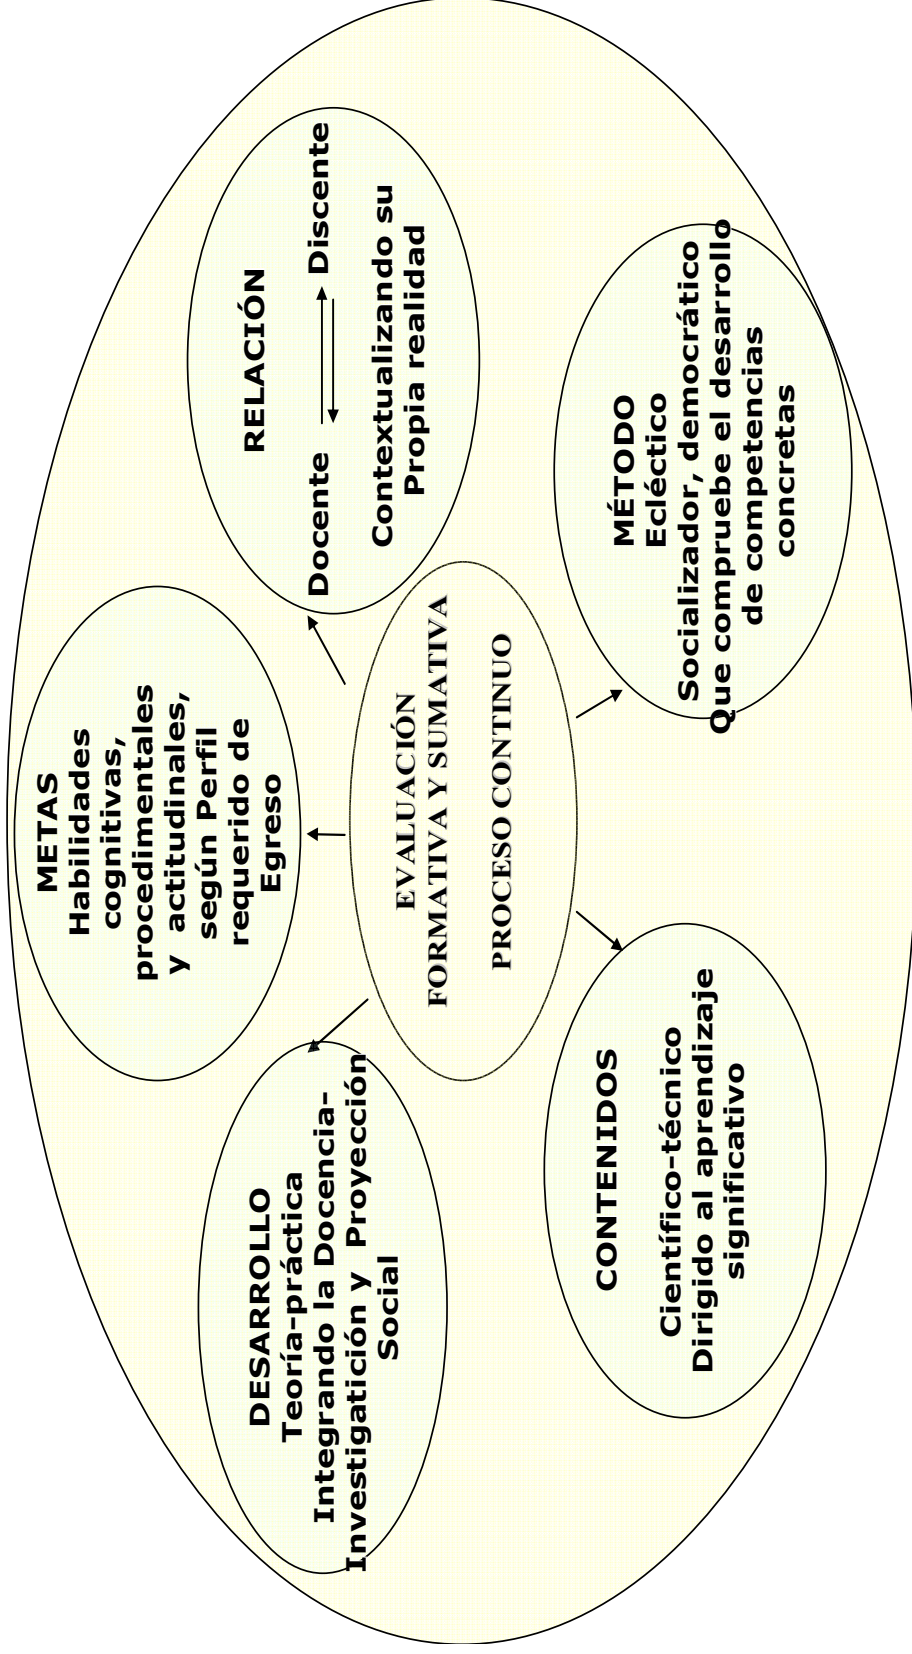 METAS
Habilidades
cognitivas,
procedimentales
y actitudinales,
según Perfil
requerido de
Egreso
DESARROLLO
Teoría-práctica
Integrando la Docencia-
Investigatición y Proyección
Social
RELACIÓN
Docente Discente
Contextualizando su
Propia realidad
EVALUACIÓN
FORMATIVA Y SUMATIVA
PROCESO CONTINUO
CONTENIDOS
Científico-técnico
Dirigido al aprendizaje
significativo
MÉTODO
Ecléctico
Socializador, democrático
Que compruebe el desarrollo
de competencias
concretas